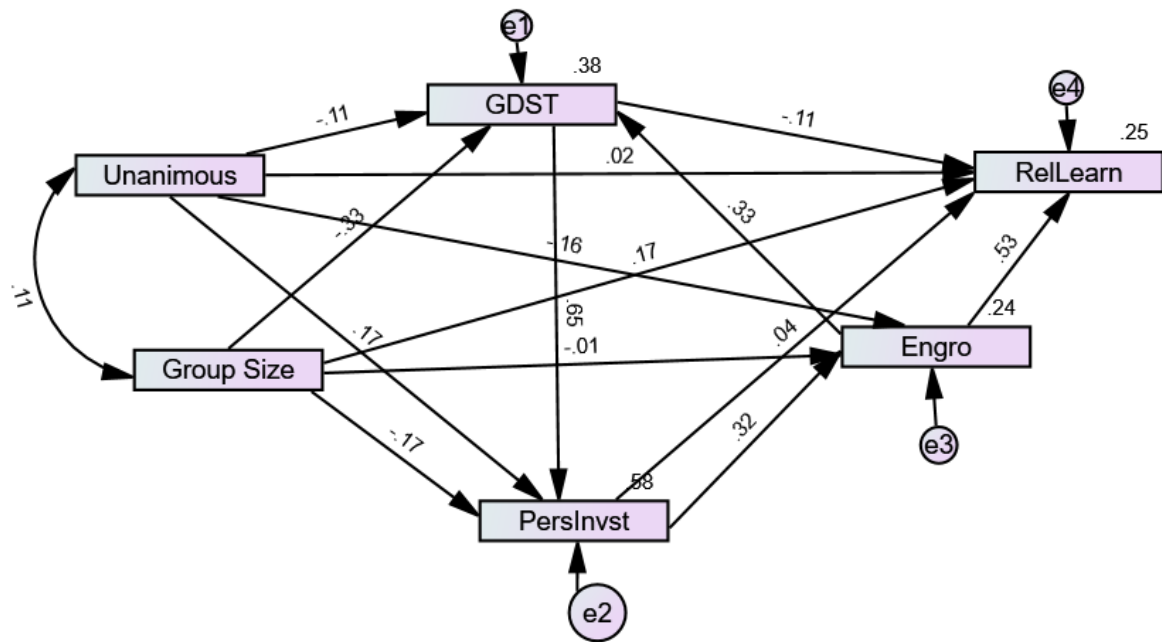 e1
.38
GDST
e4
.25
RelLearn
-.11
-.11
.02
Unanimous
-.33
.33
-.16
.17
.53
.11
.65
.17
.04
.24
-.01
Engro
Group Size
-.17
.32
e3
.58
PersInvst
e2